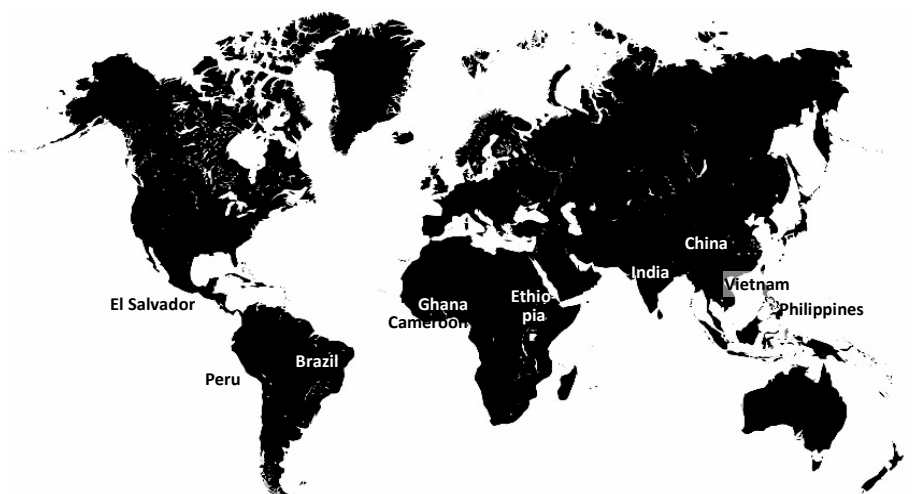 China
India
Vietnam
El Salvador
Ghana
Ethio-
pia
Philippines
Cameroon
Brazil
Peru